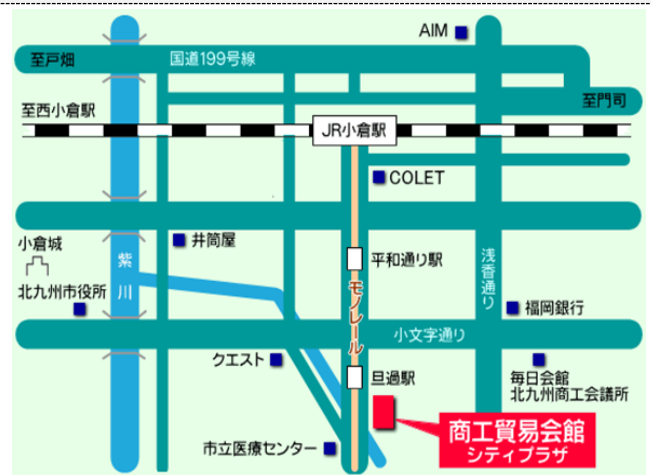 AIM
国道199号線
至戸畑
至門司
至西小倉駅
JR小倉駅
COLET
井筒屋
小倉城
紫川
平和通り駅
浅香通り
北九州市役所
モノレール
福岡銀行
小文字通り
クエスト
旦過駅
毎日会館
北九州商工会議所
商工貿易会館
シティプラザ
市立医療センター